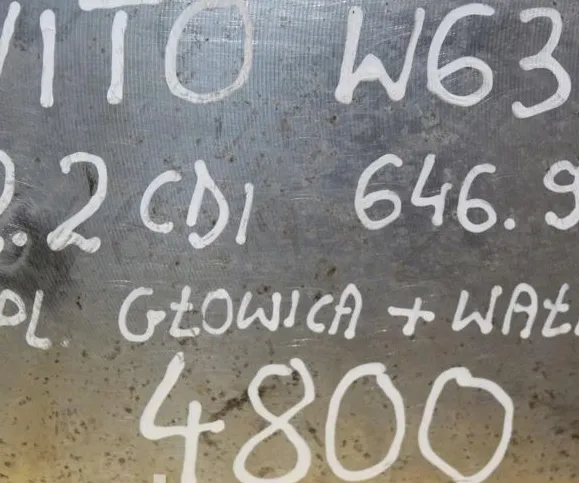 VITO W63
2.2 CDI 646.9
PL. GŁOWICA + WAŁ
4800